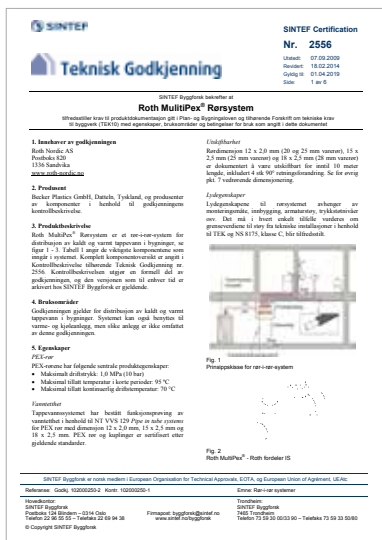 SINTEF
SINTEF Certification
Nr. 2556
Utstedt: 07.09.2009
Revidert: 18.02.2014
Gyldig til: 01.04.2019
Side: 1 av 6
Teknisk Godkjenning
SINTEF Byggforsk bekrefter at
Roth MulitiPex® Rørsystem
tilfredsstiller krav til produktdokumentasjon gitt i Plan- og Bygningsloven og tilhørende Forskrift om tekniske krav
til byggverk (TEK10) med egenskaper, bruksområder og betingelser for bruk som angitt i dette dokumentet
1. Innehaver av godkjenningen
Roth Nordic AS
Postboks 820
1336 Sandvika
www.roth-nordic.no
2. Produsent
Becker Plastics GmbH, Datteln, Tyskland, og produsenter
av komponenter i henhold til godkjenningens
kontrollbeskrivelse.
3. Produktbeskrivelse
Roth MultiPex Rørsystem er et rør-i-rør-system for
distribusjon av kaldt og varmt tappevann i bygninger, se
fig. 1 - 3. Tabell 1 angir de viktigste komponentene som
inngår i systemet. Komplett komponentoversikt er angitt i
Kontrollbeskrivelse tilhørende Teknisk Godkjenning nr.
2556. Kontrollbeskrivelsen utgjør en formell del av
godkjenningen, og den versjonen som til enhver tid er
arkivert hos SINTEF Byggforsk er gjeldende.
4. Bruksområder
Godkjenningen gjelder for distribusjon av kaldt og varmt
tappevann i bygninger. Systemet kan også benyttes til
varme- og kjøleanlegg, men slike anlegg er ikke omfattet
av denne godkjenningen.
5. Egenskaper
PEX-rør
PEX-rørene har følgende sentrale produktegenskaper:
• Maksimalt driftstrykk: 1,0 MPa (10 bar)
• Maksimal tillatt temperatur i korte perioder: 95 ºC
• Maksimal tillatt kontinuerlig driftstemperatur: 70 ºC
Vanntetthet
Tappevannssystemet har bestått funksjonsprøving av
vanntetthet i henhold til NT VVS 129 Pipe in tube systems
for PEX rør med dimensjon 12 x 2,0 mm, 15 x 2,5 mm og
18 x 2,5 mm. PEX rør og kuplinger er sertifisert etter
gjeldende standarder.
Utskiftbarhet
Rørdimensjon 12 x 2,0 mm (20 og 25 mm varerør), 15 x
2,5 mm (25 mm varerør) og 18 x 2,5 mm (28 mm varerør)
er dokumentert å være utskiftbart for inntil 10 meter
lengde, inkludert 4 stk 90º retningsforandring. Se for øvrig
pkt. 7 vedrørende dimensjonering.
Lydegenskaper
Lydegenskapene til rørsystemet avhenger av
monteringsmåte, innbygging, armaturstøy, trykkstøtnivåer
mv. Det må i hvert enkelt tilfelle vurderes om
grenseverdiene til støy fra tekniske installasjoner i henhold
til TEK og NS 8175, klasse C, blir tilfredsstilt.
Fig. 1
Prinsippskisse for rør-i-rør-system
Fig. 2
Roth MultiPex® - Roth fordeler IS
SINTEF Byggforsk er norsk medlem i European Organisation for Technical Approvals, EOTA, og European Union of Agrément, UEAtc
Referanse: Godkj. 102000250-2 Kontr. 102000250-1
Emne: Rør-i-rør systemer
Hovedkontor:
SINTEF Byggforsk
Postboks 124 Blindern – 0314 Oslo
Telefon 22 96 55 55 – Telefaks 22 69 94 38
Firmapost: byggforsk@sintef.no
www.sintef.no/byggforsk
Trondheim:
SINTEF Byggforsk
7465 Trondheim
Telefon 73 59 30 00/33 90 – Telefaks 73 59 33 50/80
© Copyright SINTEF Byggforsk